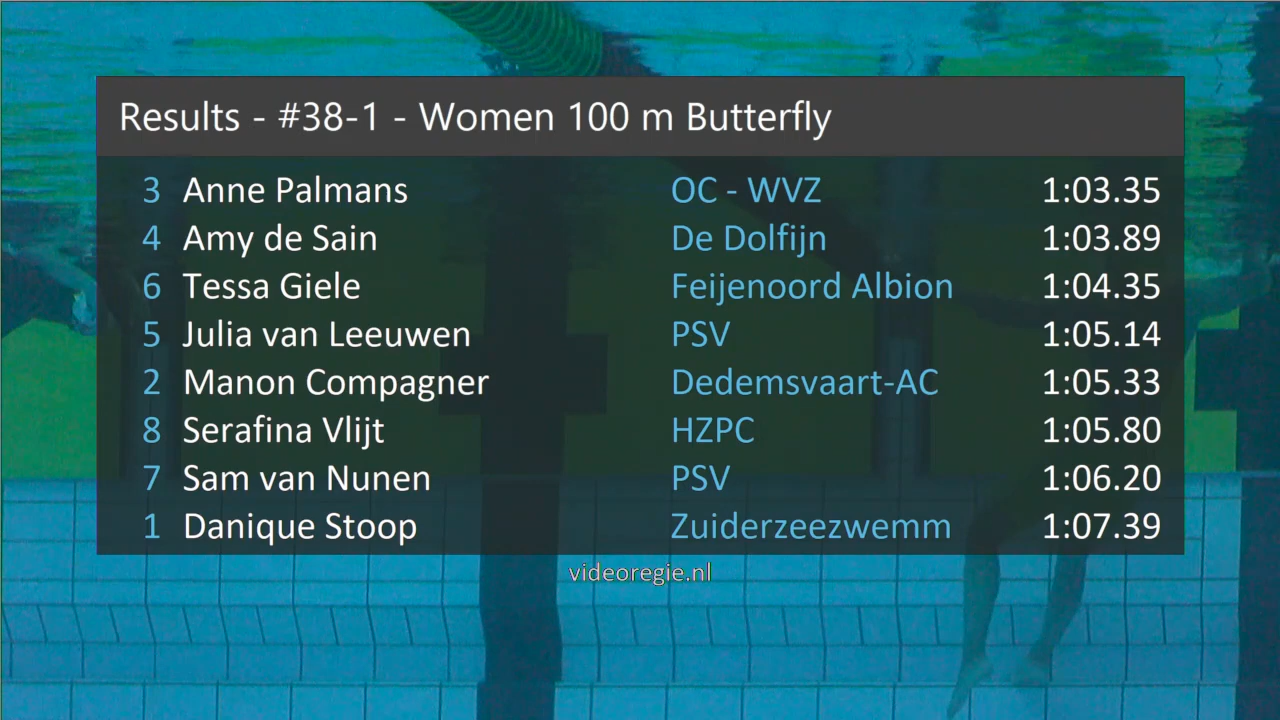 Results - #38-1 - Women 100 m Butterfly
3 Anne Palmans OC - WVZ 1:03.35
4 Amy de Sain De Dolfijn 1:03.89
6 Tessa Giele Feijenoord Albion 1:04.35
5 Julia van Leeuwen PSV 1:05.14
2 Manon Compagner Dedemsvaart-AC 1:05.33
8 Serafina Vlijt HZPC 1:05.80
7 Sam van Nunen PSV 1:06.20
1 Danique Stoop Zuiderzeezwemm 1:07.39
videoregie.nl